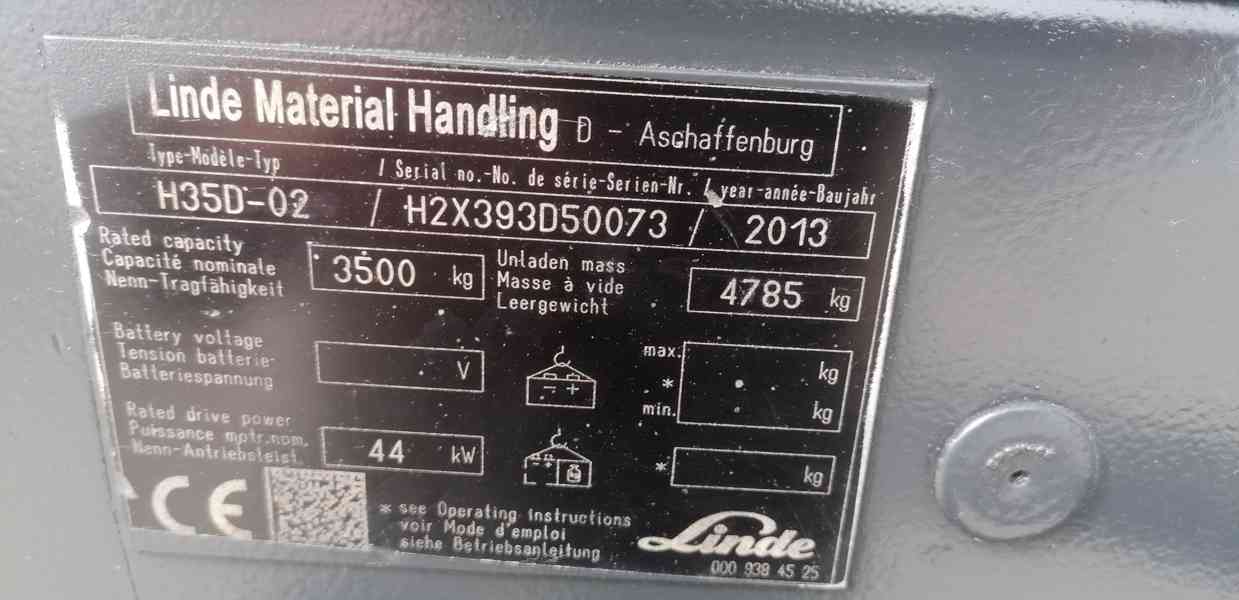 Linde Material Handling D - Aschaffenburg
Type-Modèle-Typ / Serial no.-No. de série-Serien-Nr. / year-année-Baujahr
H35D-02 / H2X393D50073 / 2013
Rated capacity
Capacité nominale
Nenn-Tragfähigkeit
3500 kg
Unladen mass
Masse à vide
Leergewicht
4785 kg
Battery voltage
Tension batterie-
Batteriespannung
V
- +
max. kg
*
min. kg
Rated drive power
Puissance motr.nom.
Nenn-Antriebsleist.
44 kW
* kg
CE
* see Operating Instructions
voir Mode d'emploi
siehe Betriebsanleitung
Linde
000 938 45 25